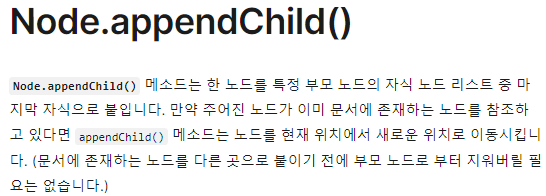 Node.appendChild()
Node.appendChild() 메소드는 한 노드를 특정 부모 노드의 자식 노드 리스트 중 마
지막 자식으로 붙입니다. 만약 주어진 노드가 이미 문서에 존재하는 노드를 참조하
고 있다면 appendChild() 메소드는 노드를 현재 위치에서 새로운 위치로 이동시킵니
다. (문서에 존재하는 노드를 다른 곳으로 붙이기 전에 부모 노드로 부터 지워버릴 필
요는 없습니다.)